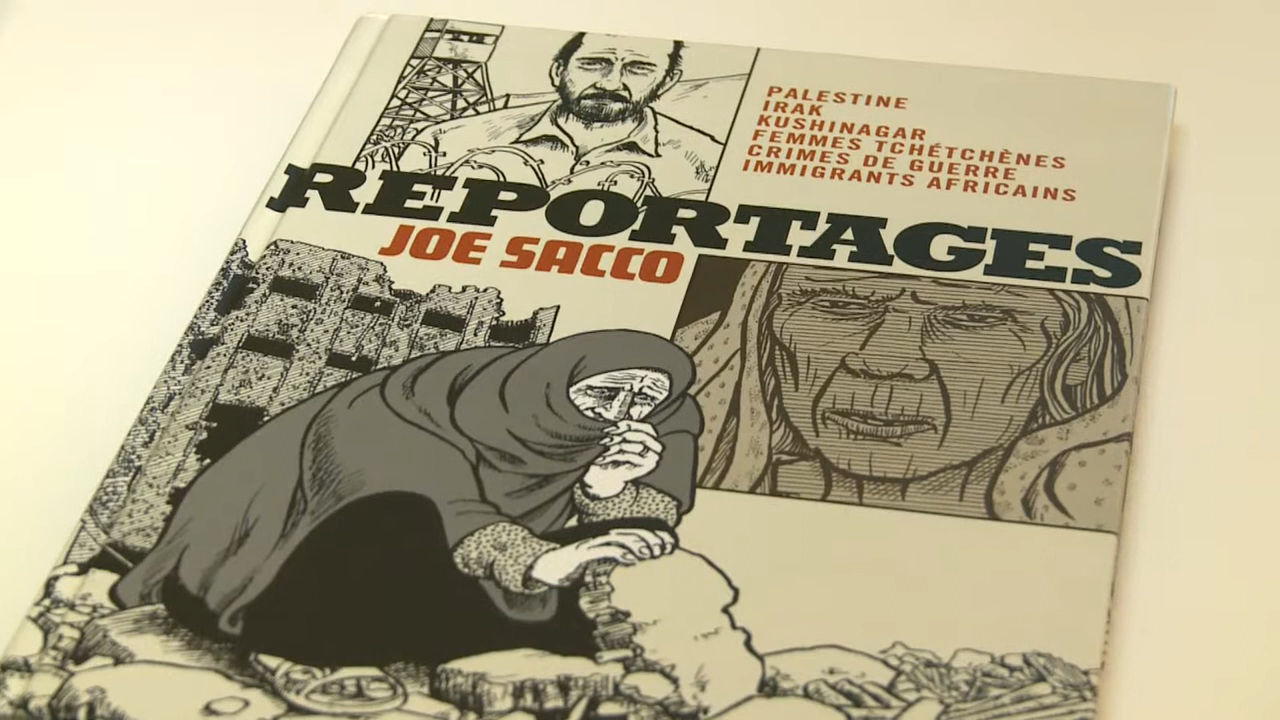 PALESTINE
IRAK
KUSHINAGAR
FEMMES TCHÉTCHÈNES
CRIMES DE GUERRE
IMMIGRANTS AFRICAINS
REPORTAGES
JOE SACCO